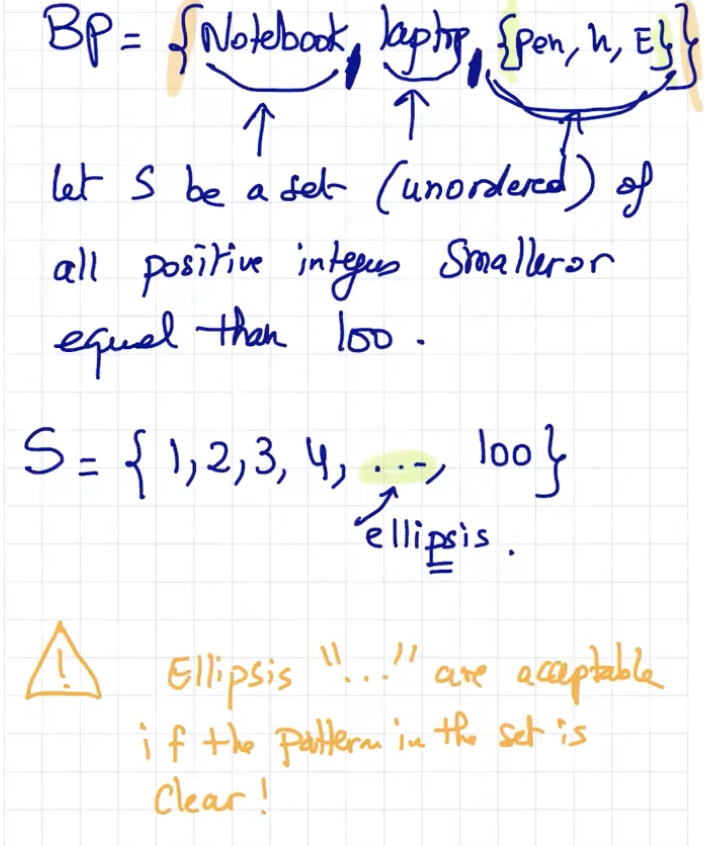 BP = {Notebook, laptop, {pen, h, E}}
let S be a set (unordered) of
all positive integers Smaller or
equal than 100.
S = { 1, 2, 3, 4, ..., 100}
ellipsis.
! Ellipsis "..." are acceptable
if the pattern in the set is
Clear!